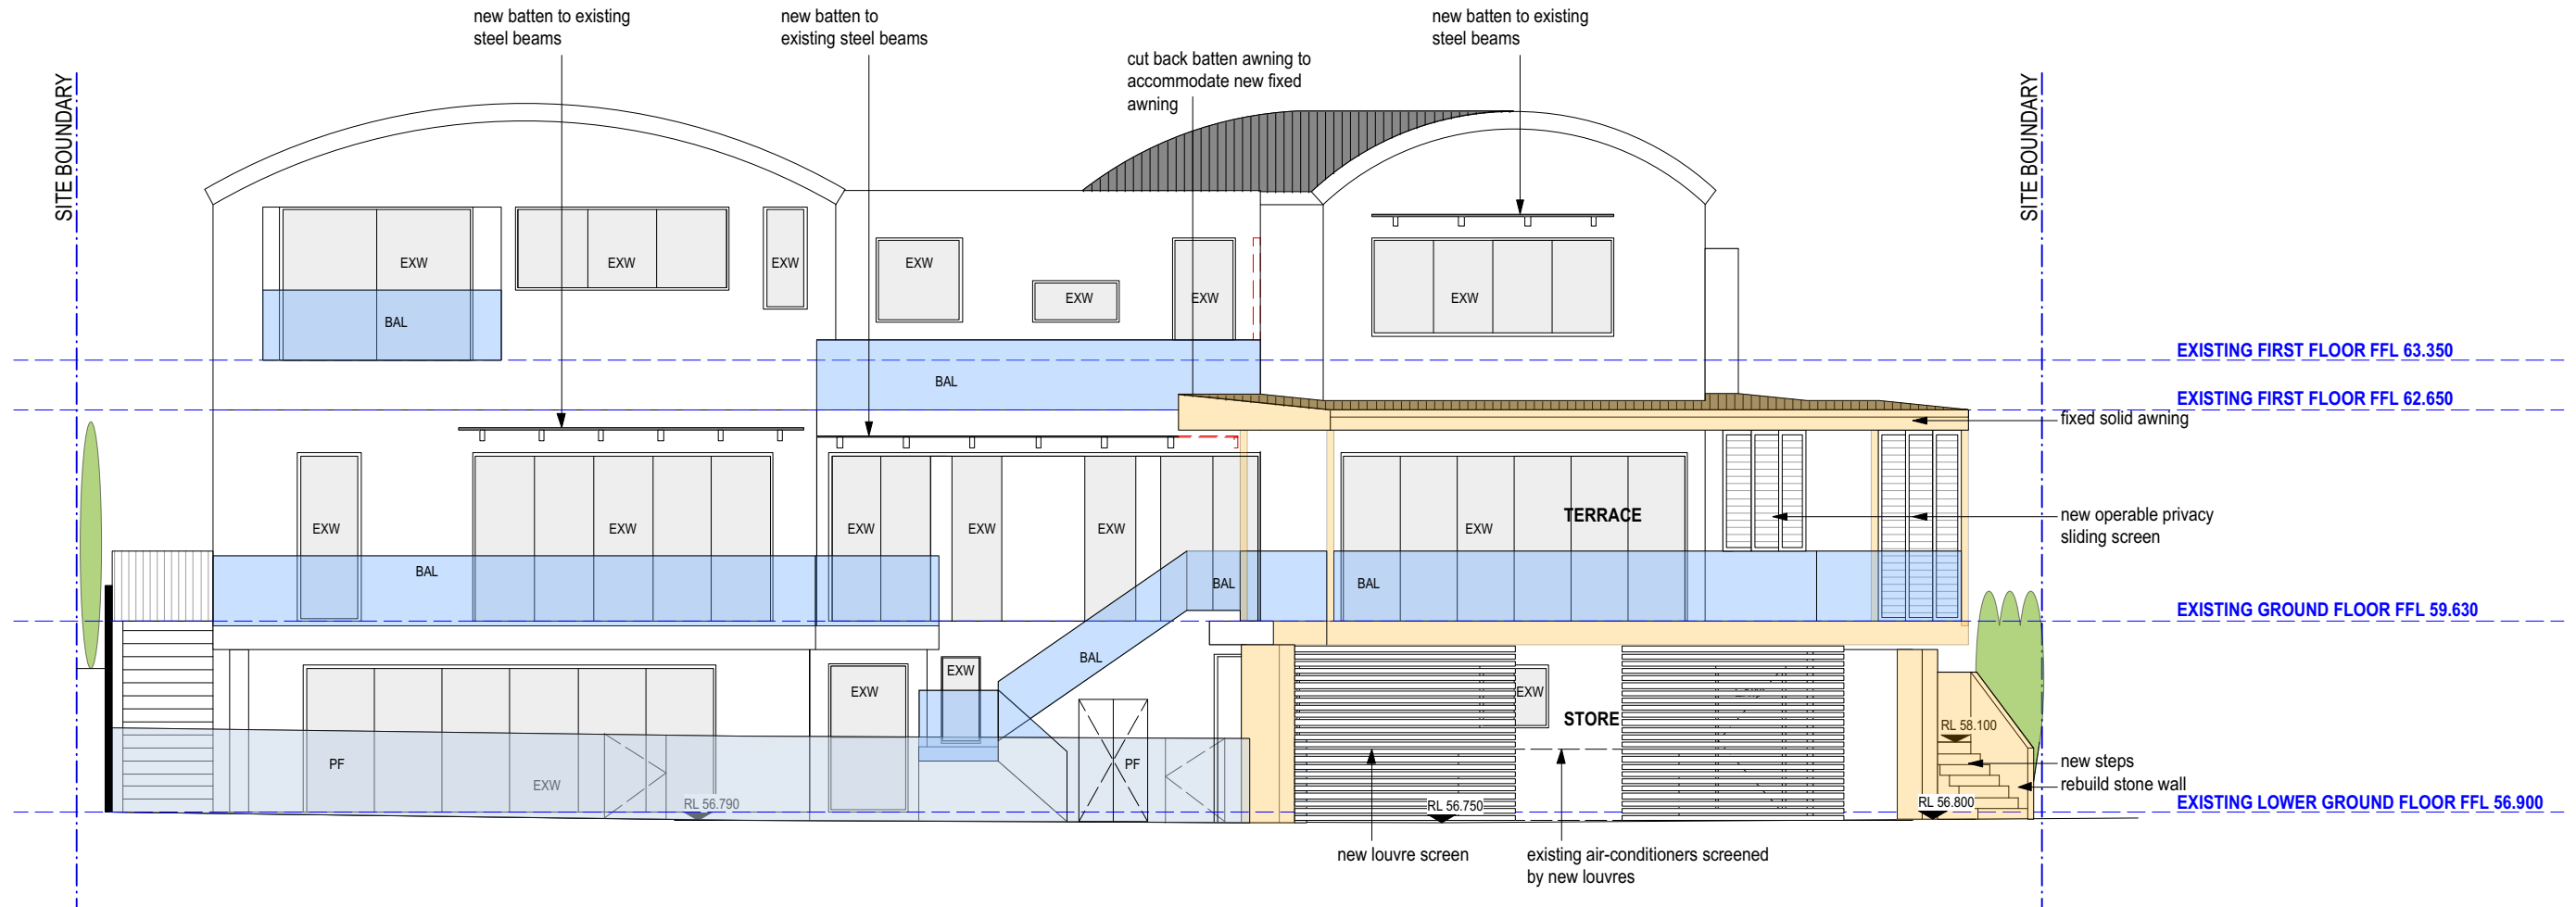 new batten to existing
steel beams
new batten to
existing steel beams
cut back batten awning to
accommodate new fixed
awning
new batten to existing
steel beams
SITE BOUNDARY
SITE BOUNDARY
EXW
EXW
EXW
EXW
EXW
EXW
EXW
BAL
EXISTING FIRST FLOOR FFL 63.350
BAL
EXISTING FIRST FLOOR FFL 62.650
fixed solid awning
EXW
EXW
EXW
EXW
EXW
EXW
TERRACE
new operable privacy
sliding screen
BAL
BAL
BAL
EXISTING GROUND FLOOR FFL 59.630
BAL
EXW
EXW
EXW
STORE
RL 58.100
PF
EXW
PF
new steps
rebuild stone wall
RL 56.790
RL 56.750
RL 56.800
EXISTING LOWER GROUND FLOOR FFL 56.900
new louvre screen
existing air-conditioners screened
by new louvres